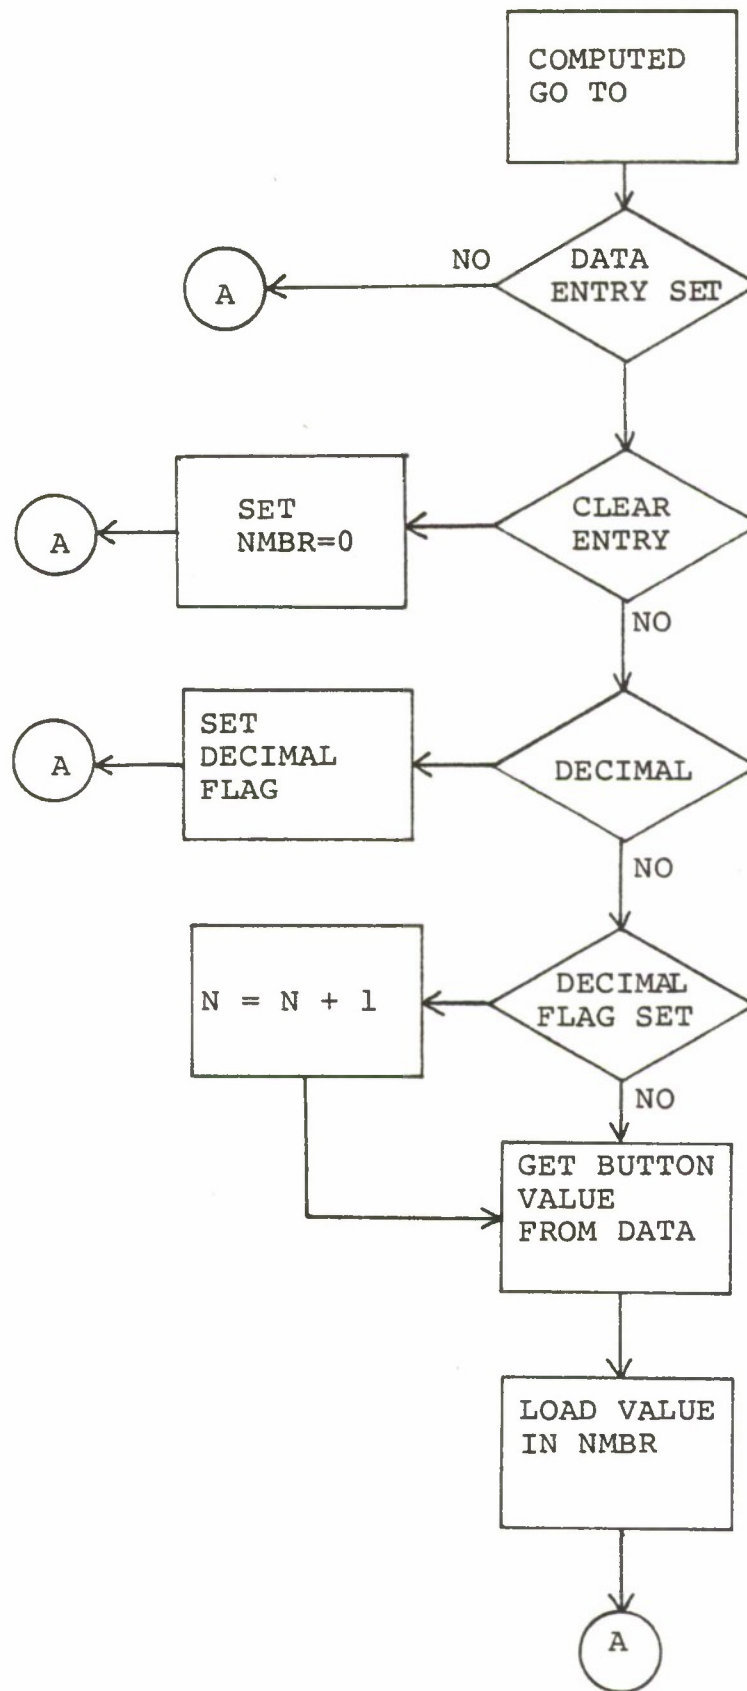 COMPUTED
GO TO
NO
DATA
ENTRY SET
A
CLEAR
ENTRY
SET
NMBR=0
A
NO
DECIMAL
SET
DECIMAL
FLAG
A
NO
DECIMAL
FLAG SET
N = N + 1
NO
GET BUTTON
VALUE
FROM DATA
LOAD VALUE
IN NMBR
A